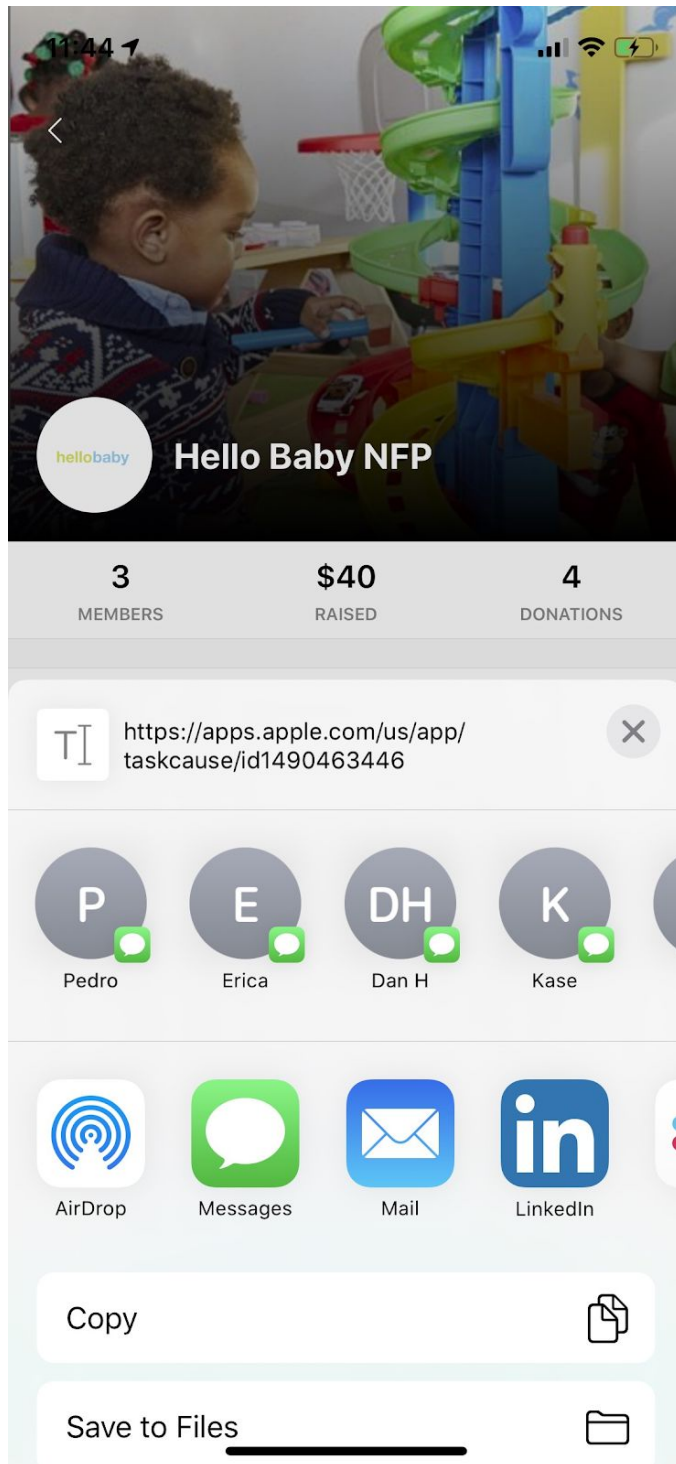 11:44
hellobaby
Hello Baby NFP
3
MEMBERS
$40
RAISED
4
DONATIONS
https://apps.apple.com/us/app/
taskcause/id1490463446
P
Pedro
E
Erica
DH
Dan H
K
Kase
AirDrop
Messages
Mail
in
LinkedIn
Copy
Save to Files